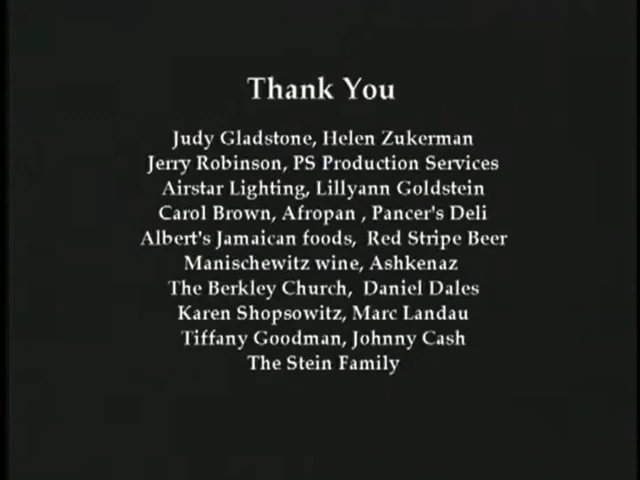 Thank You
Judy Gladstone, Helen Zukerman
Jerry Robinson, PS Production Services
Airstar Lighting, Lillyann Goldstein
Carol Brown, Afropan , Pancer's Deli
Albert's Jamaican foods, Red Stripe Beer
Manischewitz wine, Ashkenaz
The Berkley Church, Daniel Dales
Karen Shopsowitz, Marc Landau
Tiffany Goodman, Johnny Cash
The Stein Family